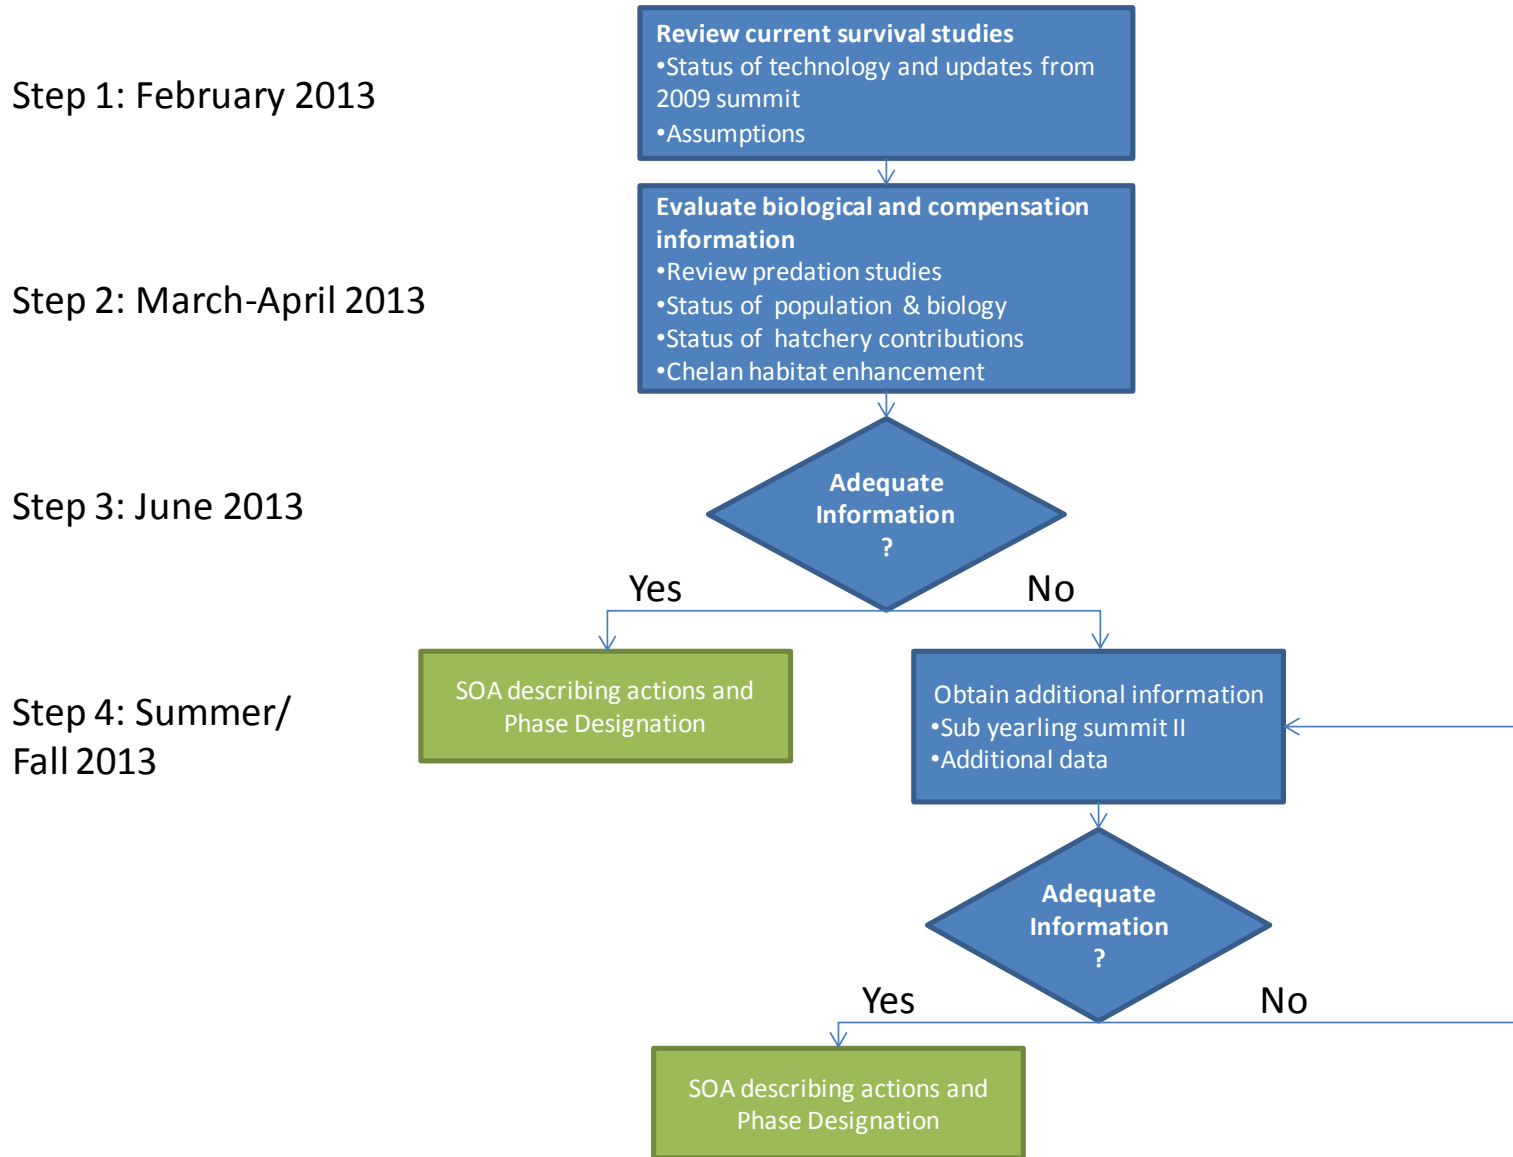 Step 1: February 2013
Review current survival studies
•Status of technology and updates from
2009 summit
•Assumptions
Step 2: March-April 2013
Evaluate biological and compensation
information
•Review predation studies
•Status of population & biology
•Status of hatchery contributions
•Chelan habitat enhancement
Step 3: June 2013
Adequate
Information
?
Yes
No
Step 4: Summer/
Fall 2013
SOA describing actions and
Phase Designation
Obtain additional information
•Sub yearling summit II
•Additional data
Adequate
Information
?
Yes
No
SOA describing actions and
Phase Designation